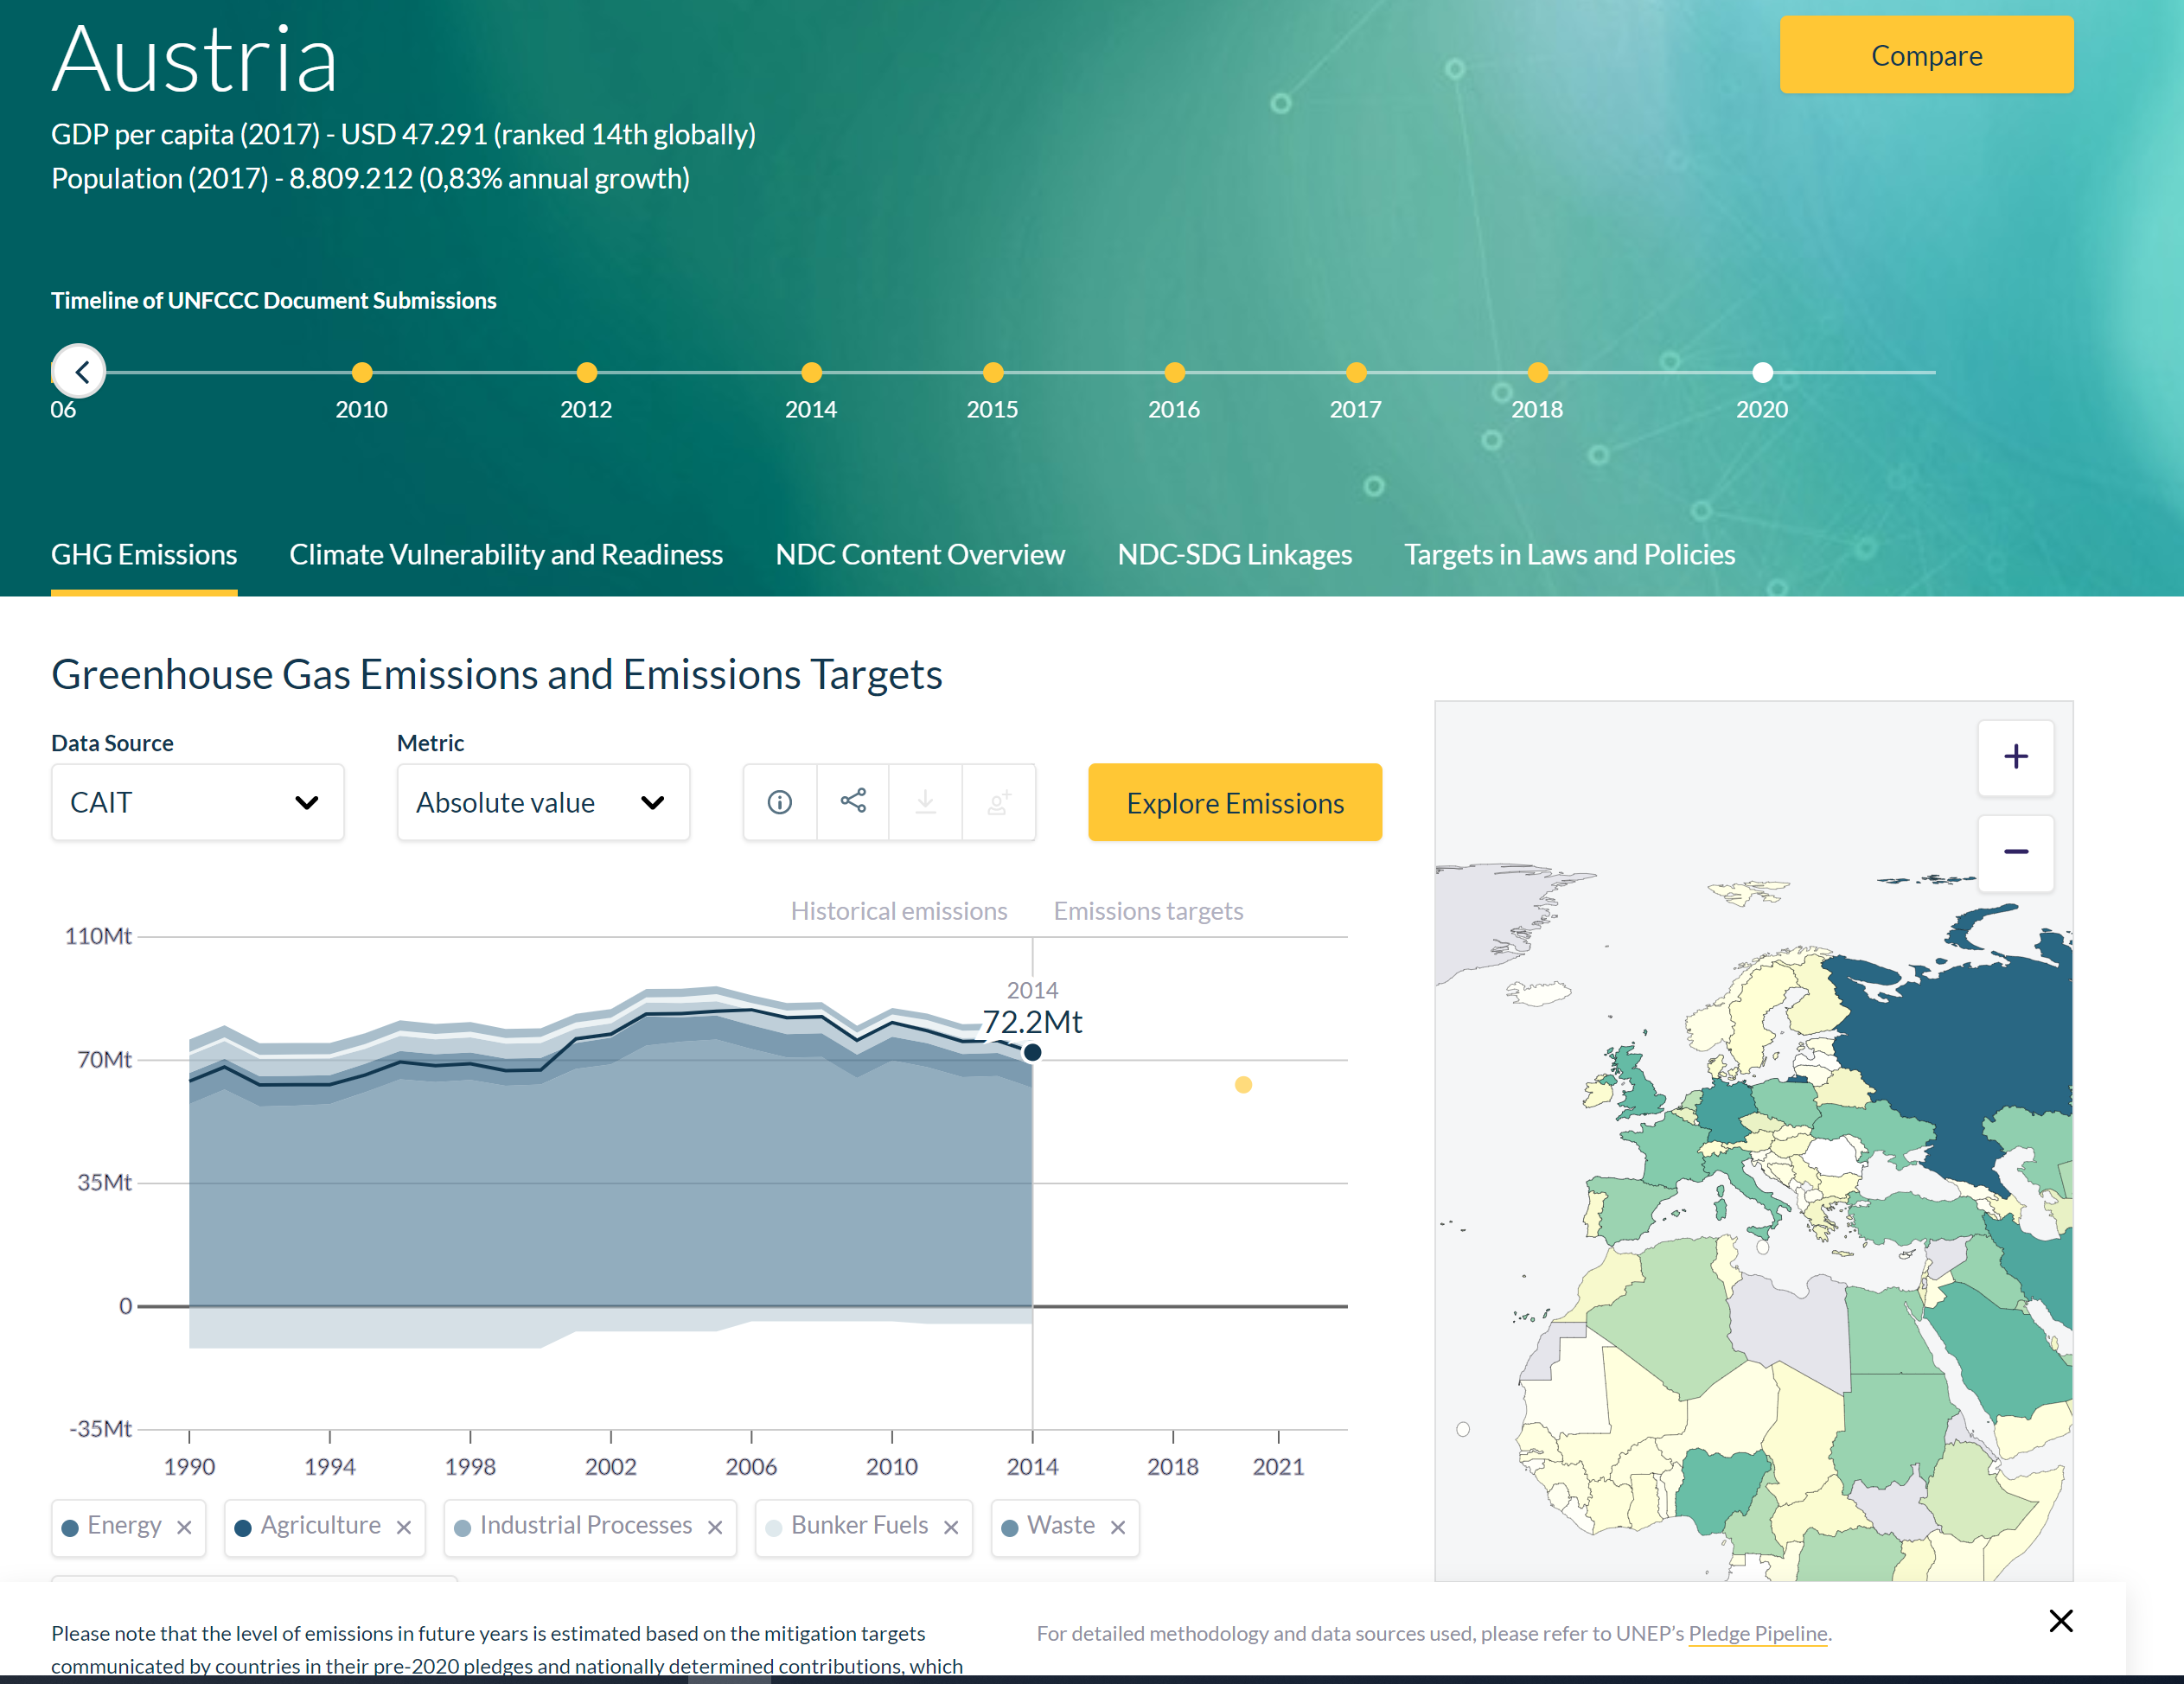 Austria
Compare
GDP per capita (2017) - USD 47.291 (ranked 14th globally)
Population (2017) - 8.809.212 (0,83% annual growth)
Timeline of UNFCCC Document Submissions
06 2010 2012 2014 2015 2016 2017 2018 2020
GHG Emissions Climate Vulnerability and Readiness NDC Content Overview NDC-SDG Linkages Targets in Laws and Policies
Greenhouse Gas Emissions and Emissions Targets
Data Source Metric
CAIT Absolute value Explore Emissions
Historical emissions Emissions targets
110Mt
2014
72.2Mt
70Mt
35Mt
0
-35Mt
1990 1994 1998 2002 2006 2010 2014 2018 2021
Energy Agriculture Industrial Processes Bunker Fuels Waste
Please note that the level of emissions in future years is estimated based on the mitigation targets
communicated by countries in their pre-2020 pledges and nationally determined contributions, which
For detailed methodology and data sources used, please refer to UNEP's Pledge Pipeline.